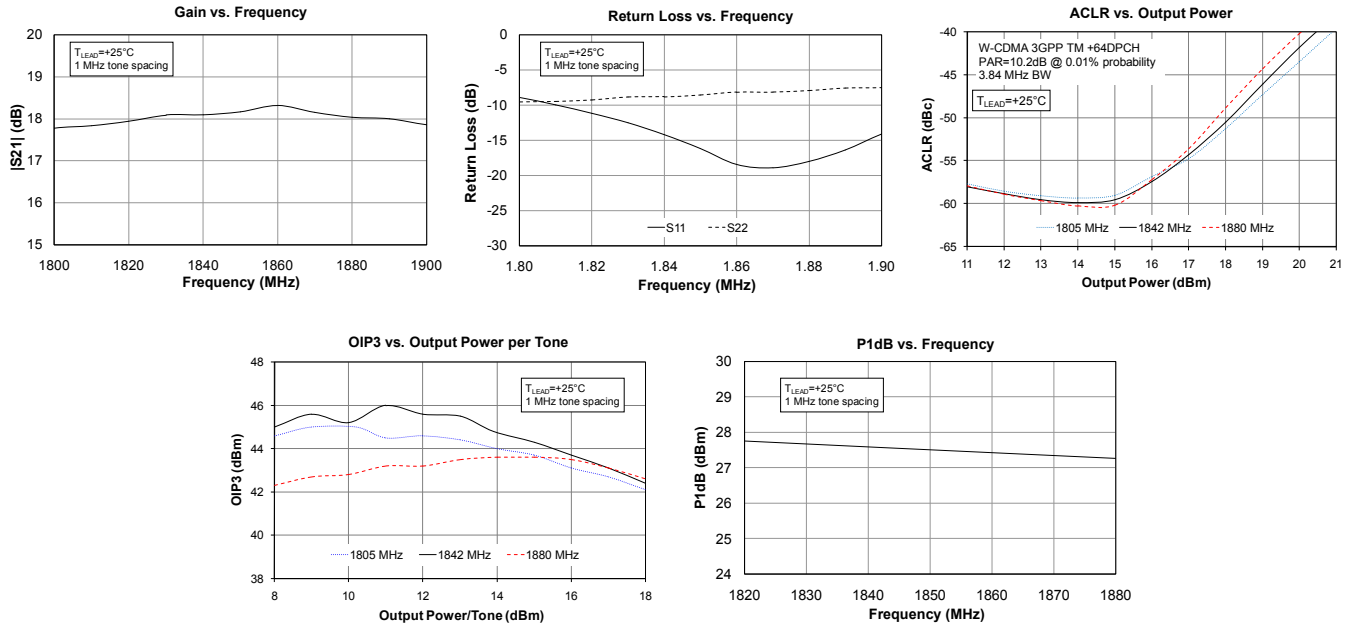 Gain vs. Frequency
|S21| (dB)
20
19
18
17
16
15
T_LEAD=+25°C
1 MHz tone spacing
1800 1820 1840 1860 1880 1900
Frequency (MHz)
Return Loss vs. Frequency
Return Loss (dB)
0
-5
-10
-15
-20
-25
-30
T_LEAD=+25°C
1 MHz tone spacing
S11 S22
1.80 1.82 1.84 1.86 1.88 1.90
Frequency (MHz)
ACLR vs. Output Power
ACLR (dBc)
-40
-45
-50
-55
-60
-65
W-CDMA 3GPP TM +64DPCH
PAR=10.2dB @ 0.01% probability
3.84 MHz BW
T_LEAD=+25°C
1805 MHz 1842 MHz 1880 MHz
11 12 13 14 15 16 17 18 19 20 21
Output Power (dBm)
OIP3 vs. Output Power per Tone
OIP3 (dBm)
48
46
44
42
40
38
T_LEAD=+25°C
1 MHz tone spacing
1805 MHz 1842 MHz 1880 MHz
8 10 12 14 16 18
Output Power/Tone (dBm)
P1dB vs. Frequency
P1dB (dBm)
30
29
28
27
26
25
24
T_LEAD=+25°C
1 MHz tone spacing
1820 1830 1840 1850 1860 1870 1880
Frequency (MHz)